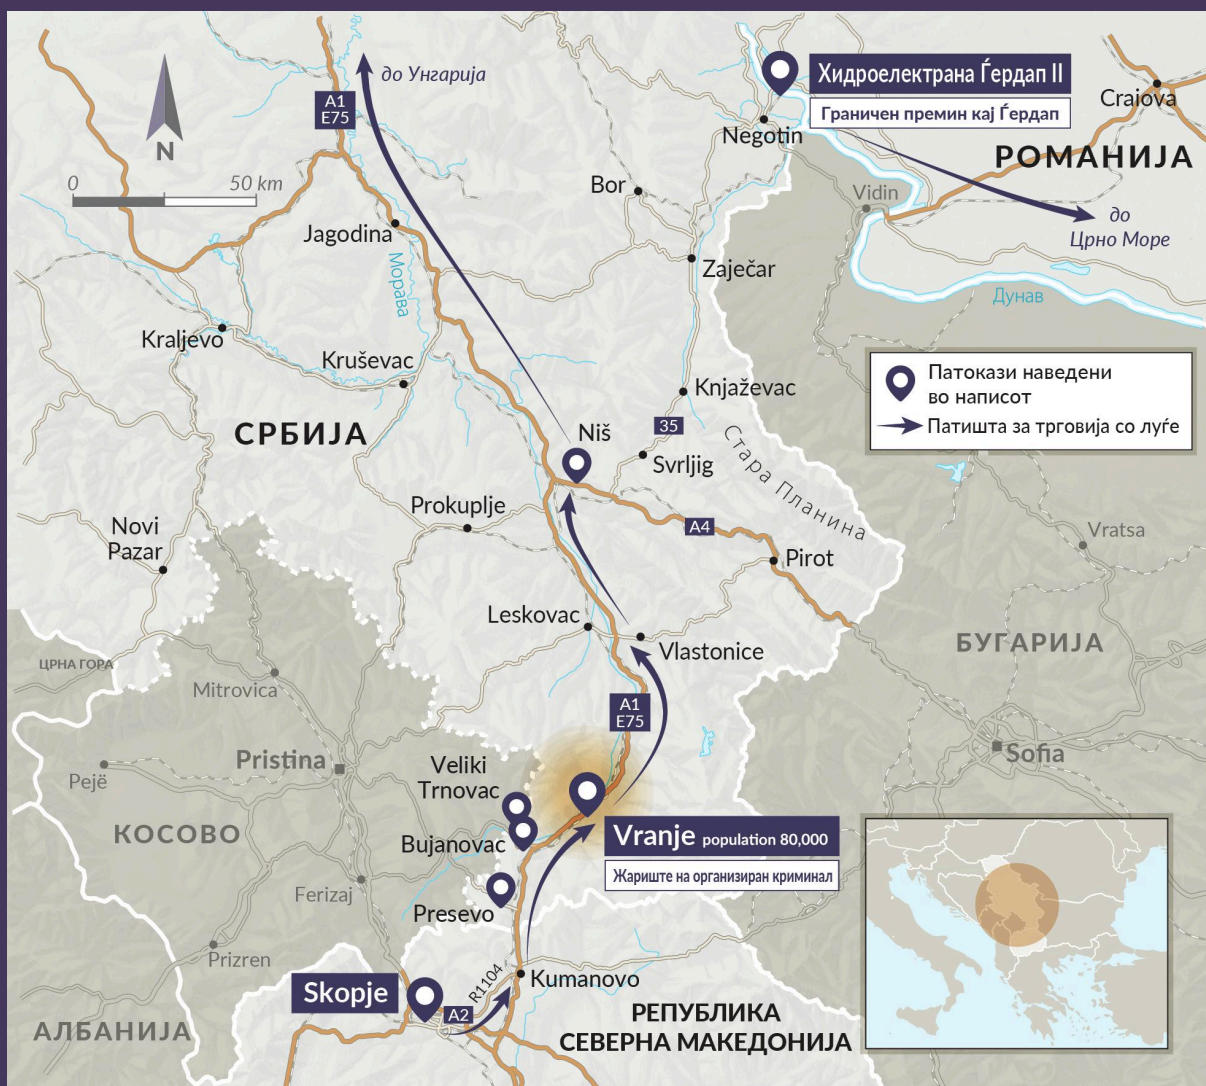 до Унгарија
A1
E75
N
0
50 km
Хидроелектрана Ѓердап II
Граничен премин кај Ѓердап
Negotin
Craiova
РОМАНИЈА
Bor
Vidin
до
Црно Море
Jagodina
Морава
Zaječar
Дунав
Kraljevo
Kruševac
Knjaževac
Патокази наведени
во написот
Патишта за трговија со луѓе
СРБИЈА
Niš
35
Svrljig
Стара Планина
Prokuplje
A4
Novi
Pazar
Pirot
Vratsa
Leskovac
Vlastonice
БУГАРИЈА
ЦРНА ГОРА
Mitrovica
A1
E75
Sofia
Pristina
Pejë
Veliki
Trnovac
КОСОВО
Bujanovac
Vranje population 80,000
Жариште на организиран криминал
Ferizaj
Presevo
Prizren
Kumanovo
R1104
Skopje
A2
АЛБАНИЈА
РЕПУБЛИКА
СЕВЕРНА МАКЕДОНИЈА